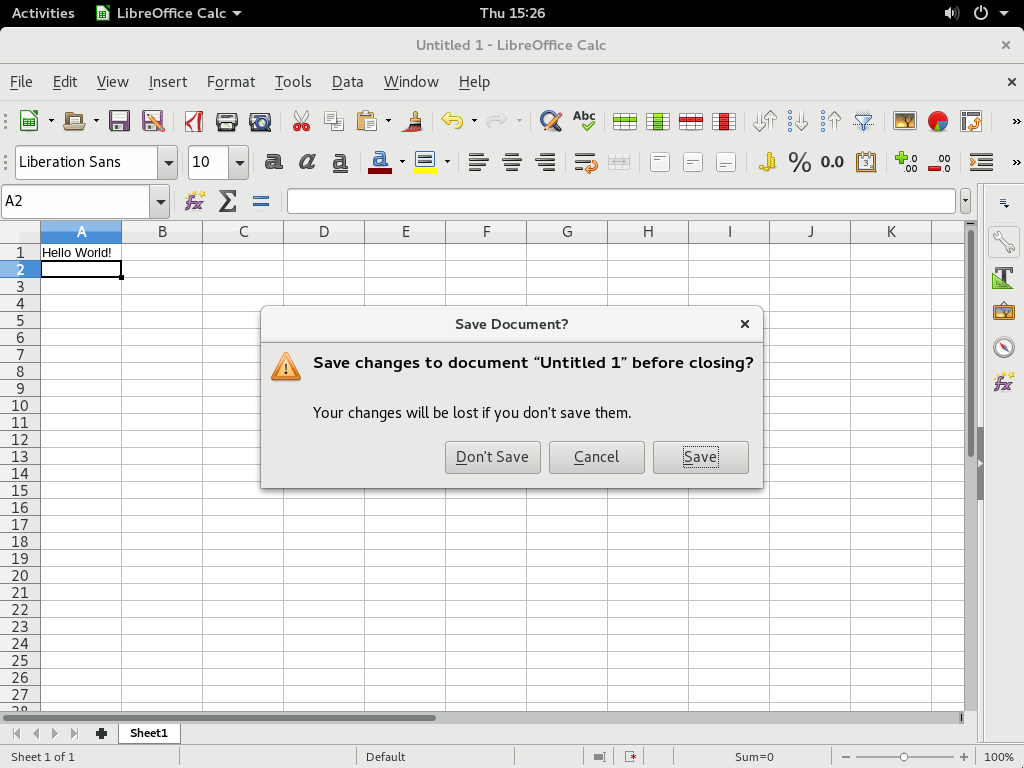 Activities LibreOffice Calc Thu 15:26
Untitled 1 - LibreOffice Calc
File Edit View Insert Format Tools Data Window Help
Abc
Liberation Sans 10 a a a a % 0.0 .00 .00
A2 fx Σ =
A B C D E F G H I J K
1 Hello World!
2
3
4
5
6
7
8
9
10
11
12
13
14
15
16
17
18
19
20
21
22
23
24
25
26
27
28
Save Document?
Save changes to document “Untitled 1” before closing?
Your changes will be lost if you don’t save them.
Don't Save Cancel Save
Sheet1
Sheet 1 of 1 Default Sum=0 100%